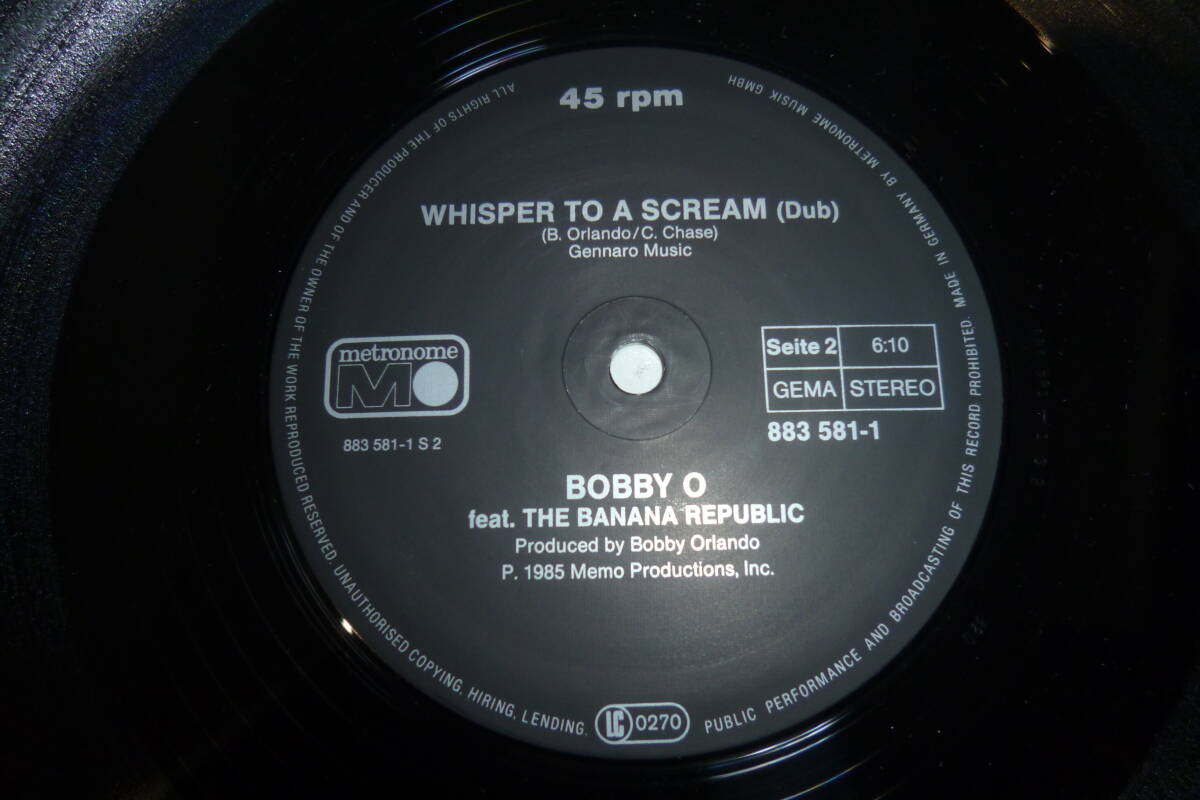 45 rpm
WHISPER TO A SCREAM (Dub)
(B. Orlando/C. Chase)
Gennaro Music
metronome
M
883 581-1 S 2
Seite 2
6:10
GEMA
STEREO
883 581-1
BOBBY O
feat. THE BANANA REPUBLIC
Produced by Bobby Orlando
P. 1985 Memo Productions, Inc.
ALL RIGHTS OF THE PRODUCER AND OF THE OWNER OF THE WORK REPRODUCED RESERVED. UNAUTHORISED COPYING, HIRING, LENDING, PUBLIC PERFORMANCE AND BROADCASTING OF THIS RECORD PROHIBITED. MADE IN GERMANY BY METRONOME MUSIK GMBH
LC 0270